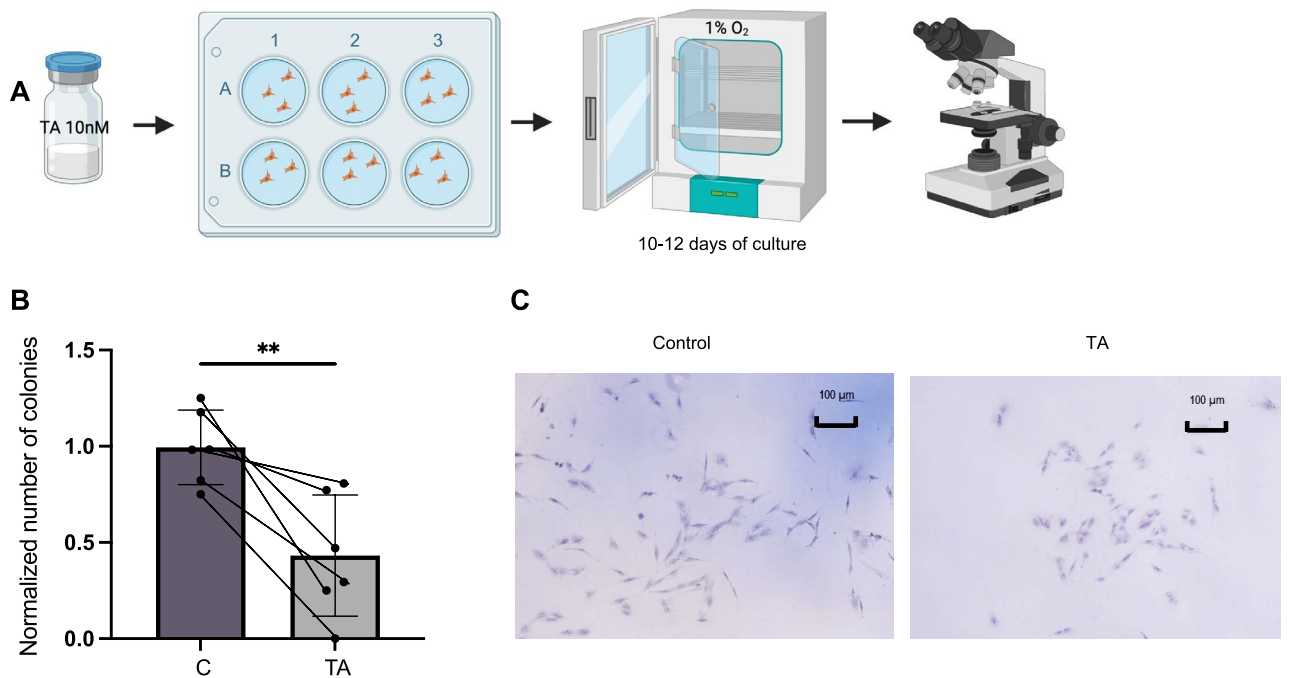 A
TA 10nM
1 2 3
A
B
1% O₂
10-12 days of culture
B
Normalized number of colonies
1.5
1.0
0.5
0.0
**
C TA
C
Control
100 µm
TA
100 µm